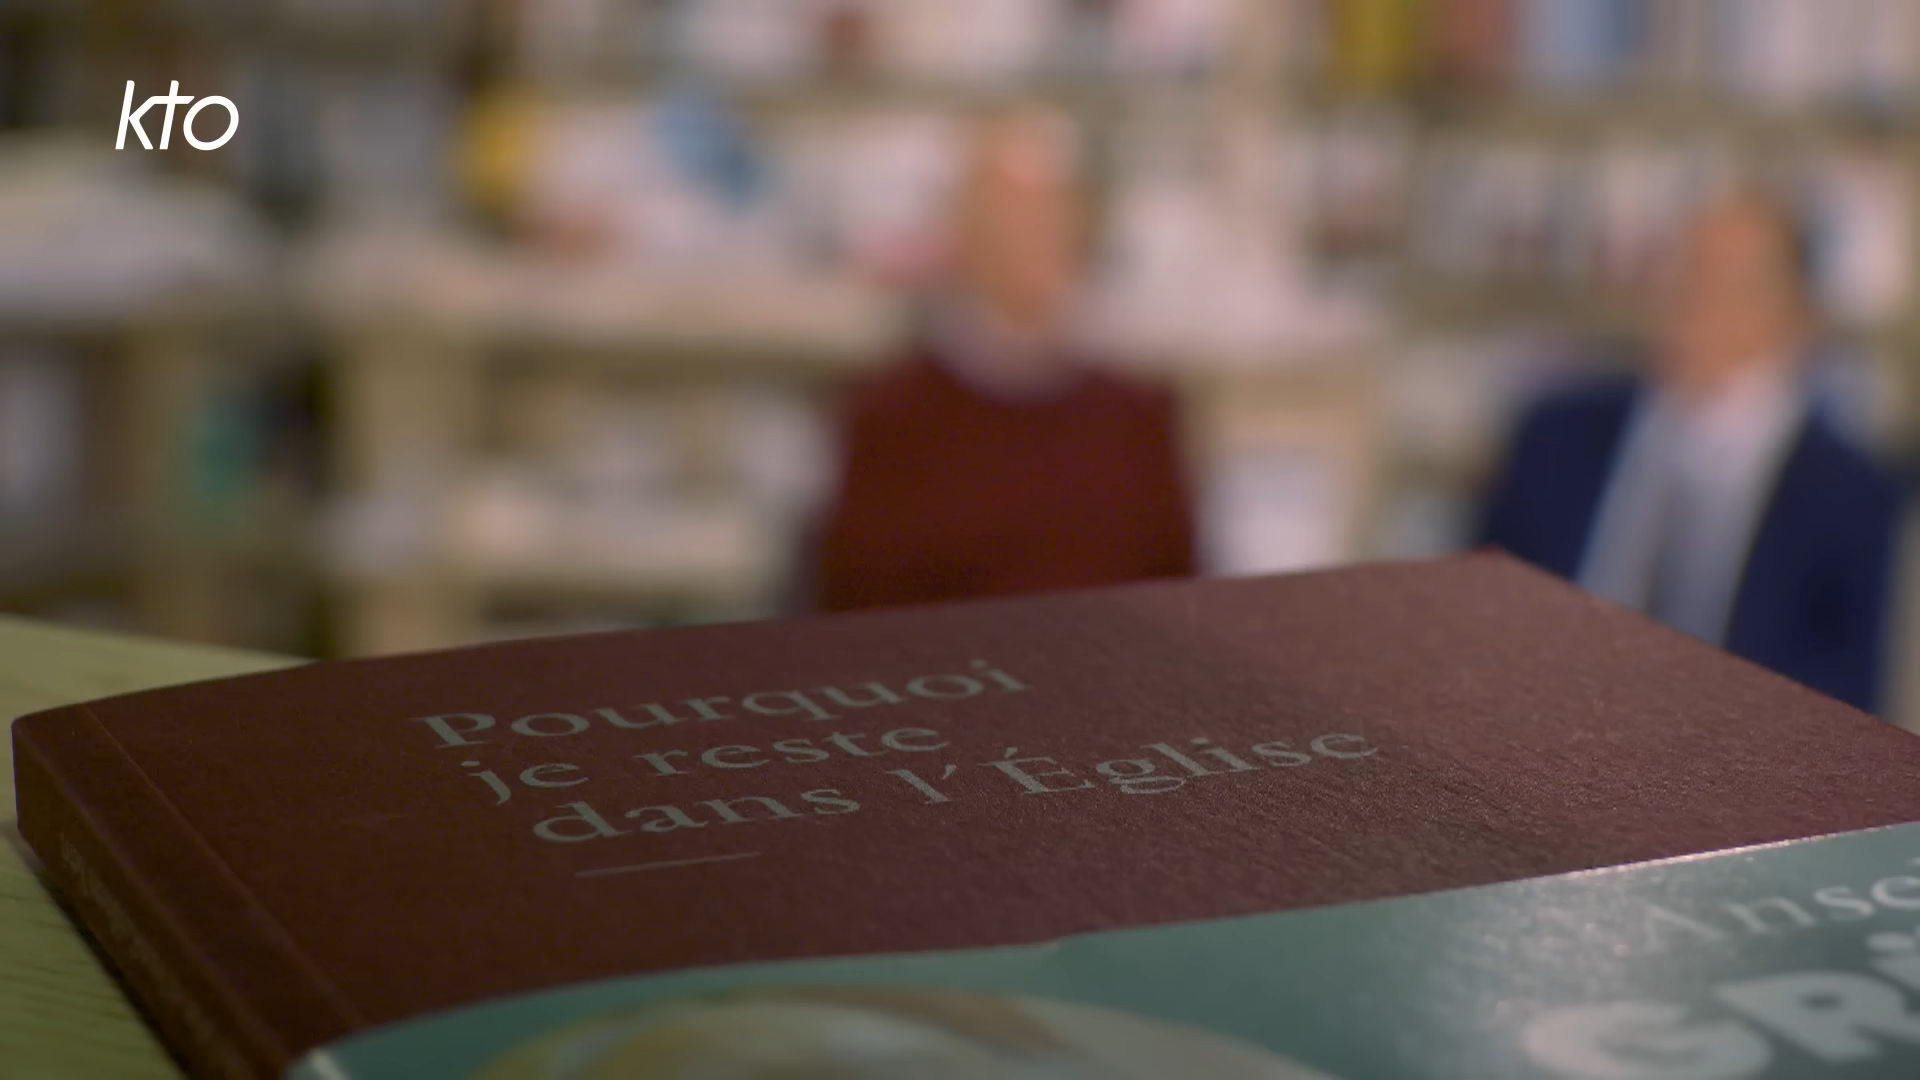 kto
Pourquoi
je reste
dans l'Église